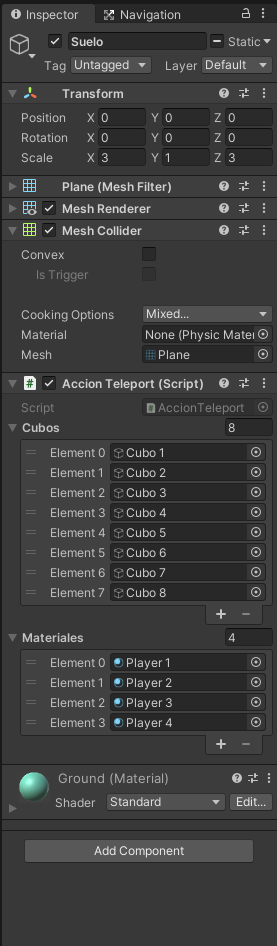 Inspector Navigation
Suelo Static
Tag Untagged Layer Default
Transform
Position X 0 Y 0 Z 0
Rotation X 0 Y 0 Z 0
Scale X 3 Y 1 Z 3
Plane (Mesh Filter)
Mesh Renderer
Mesh Collider
Convex
Is Trigger
Cooking Options Mixed...
Material None (Physic Mater
Mesh Plane
Accion Teleport (Script)
Script AccionTeleport
Cubos 8
Element 0 Cubo 1
Element 1 Cubo 2
Element 2 Cubo 3
Element 3 Cubo 4
Element 4 Cubo 5
Element 5 Cubo 6
Element 6 Cubo 7
Element 7 Cubo 8
Materiales 4
Element 0 Player 1
Element 1 Player 2
Element 2 Player 3
Element 3 Player 4
Ground (Material)
Shader Standard Edit...
Add Component